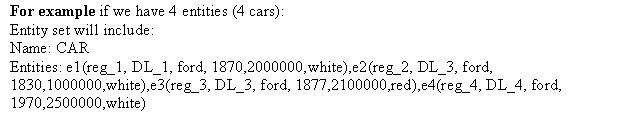 For example if we have 4 entities (4 cars):
Entity set will include:
Name: CAR
Entities: e1(reg_1, DL_1, ford, 1870,2000000,white),e2(reg_2, DL_3, ford,
1830,1000000,white),e3(reg_3, DL_3, ford, 1877,2100000,red),e4(reg_4, DL_4, ford,
1970,2500000,white)